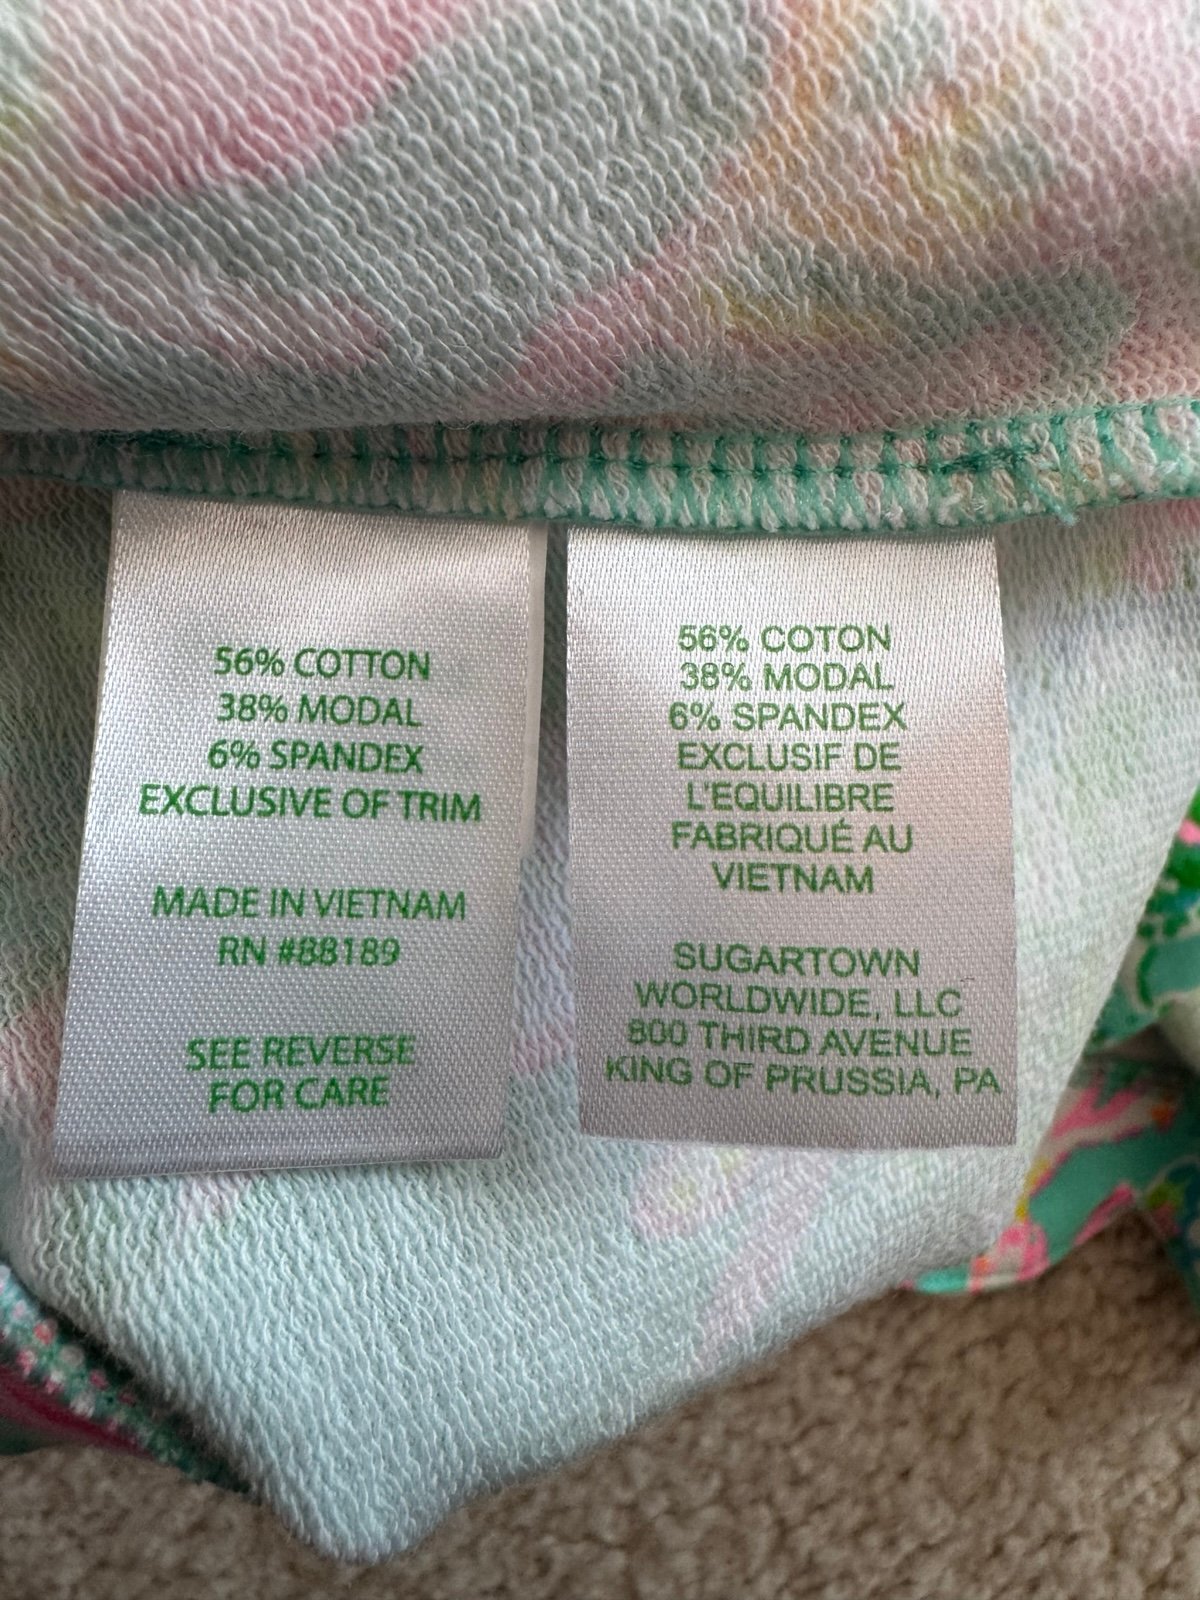 56% COTTON
38% MODAL
6% SPANDEX
EXCLUSIVE OF TRIM
MADE IN VIETNAM
RN #88189
SEE REVERSE
FOR CARE
56% COTON
38% MODAL
6% SPANDEX
EXCLUSIF DE
L'EQUILIBRE
FABRIQUÉ AU
VIETNAM
SUGARTOWN
WORLDWIDE, LLC
800 THIRD AVENUE
KING OF PRUSSIA, PA